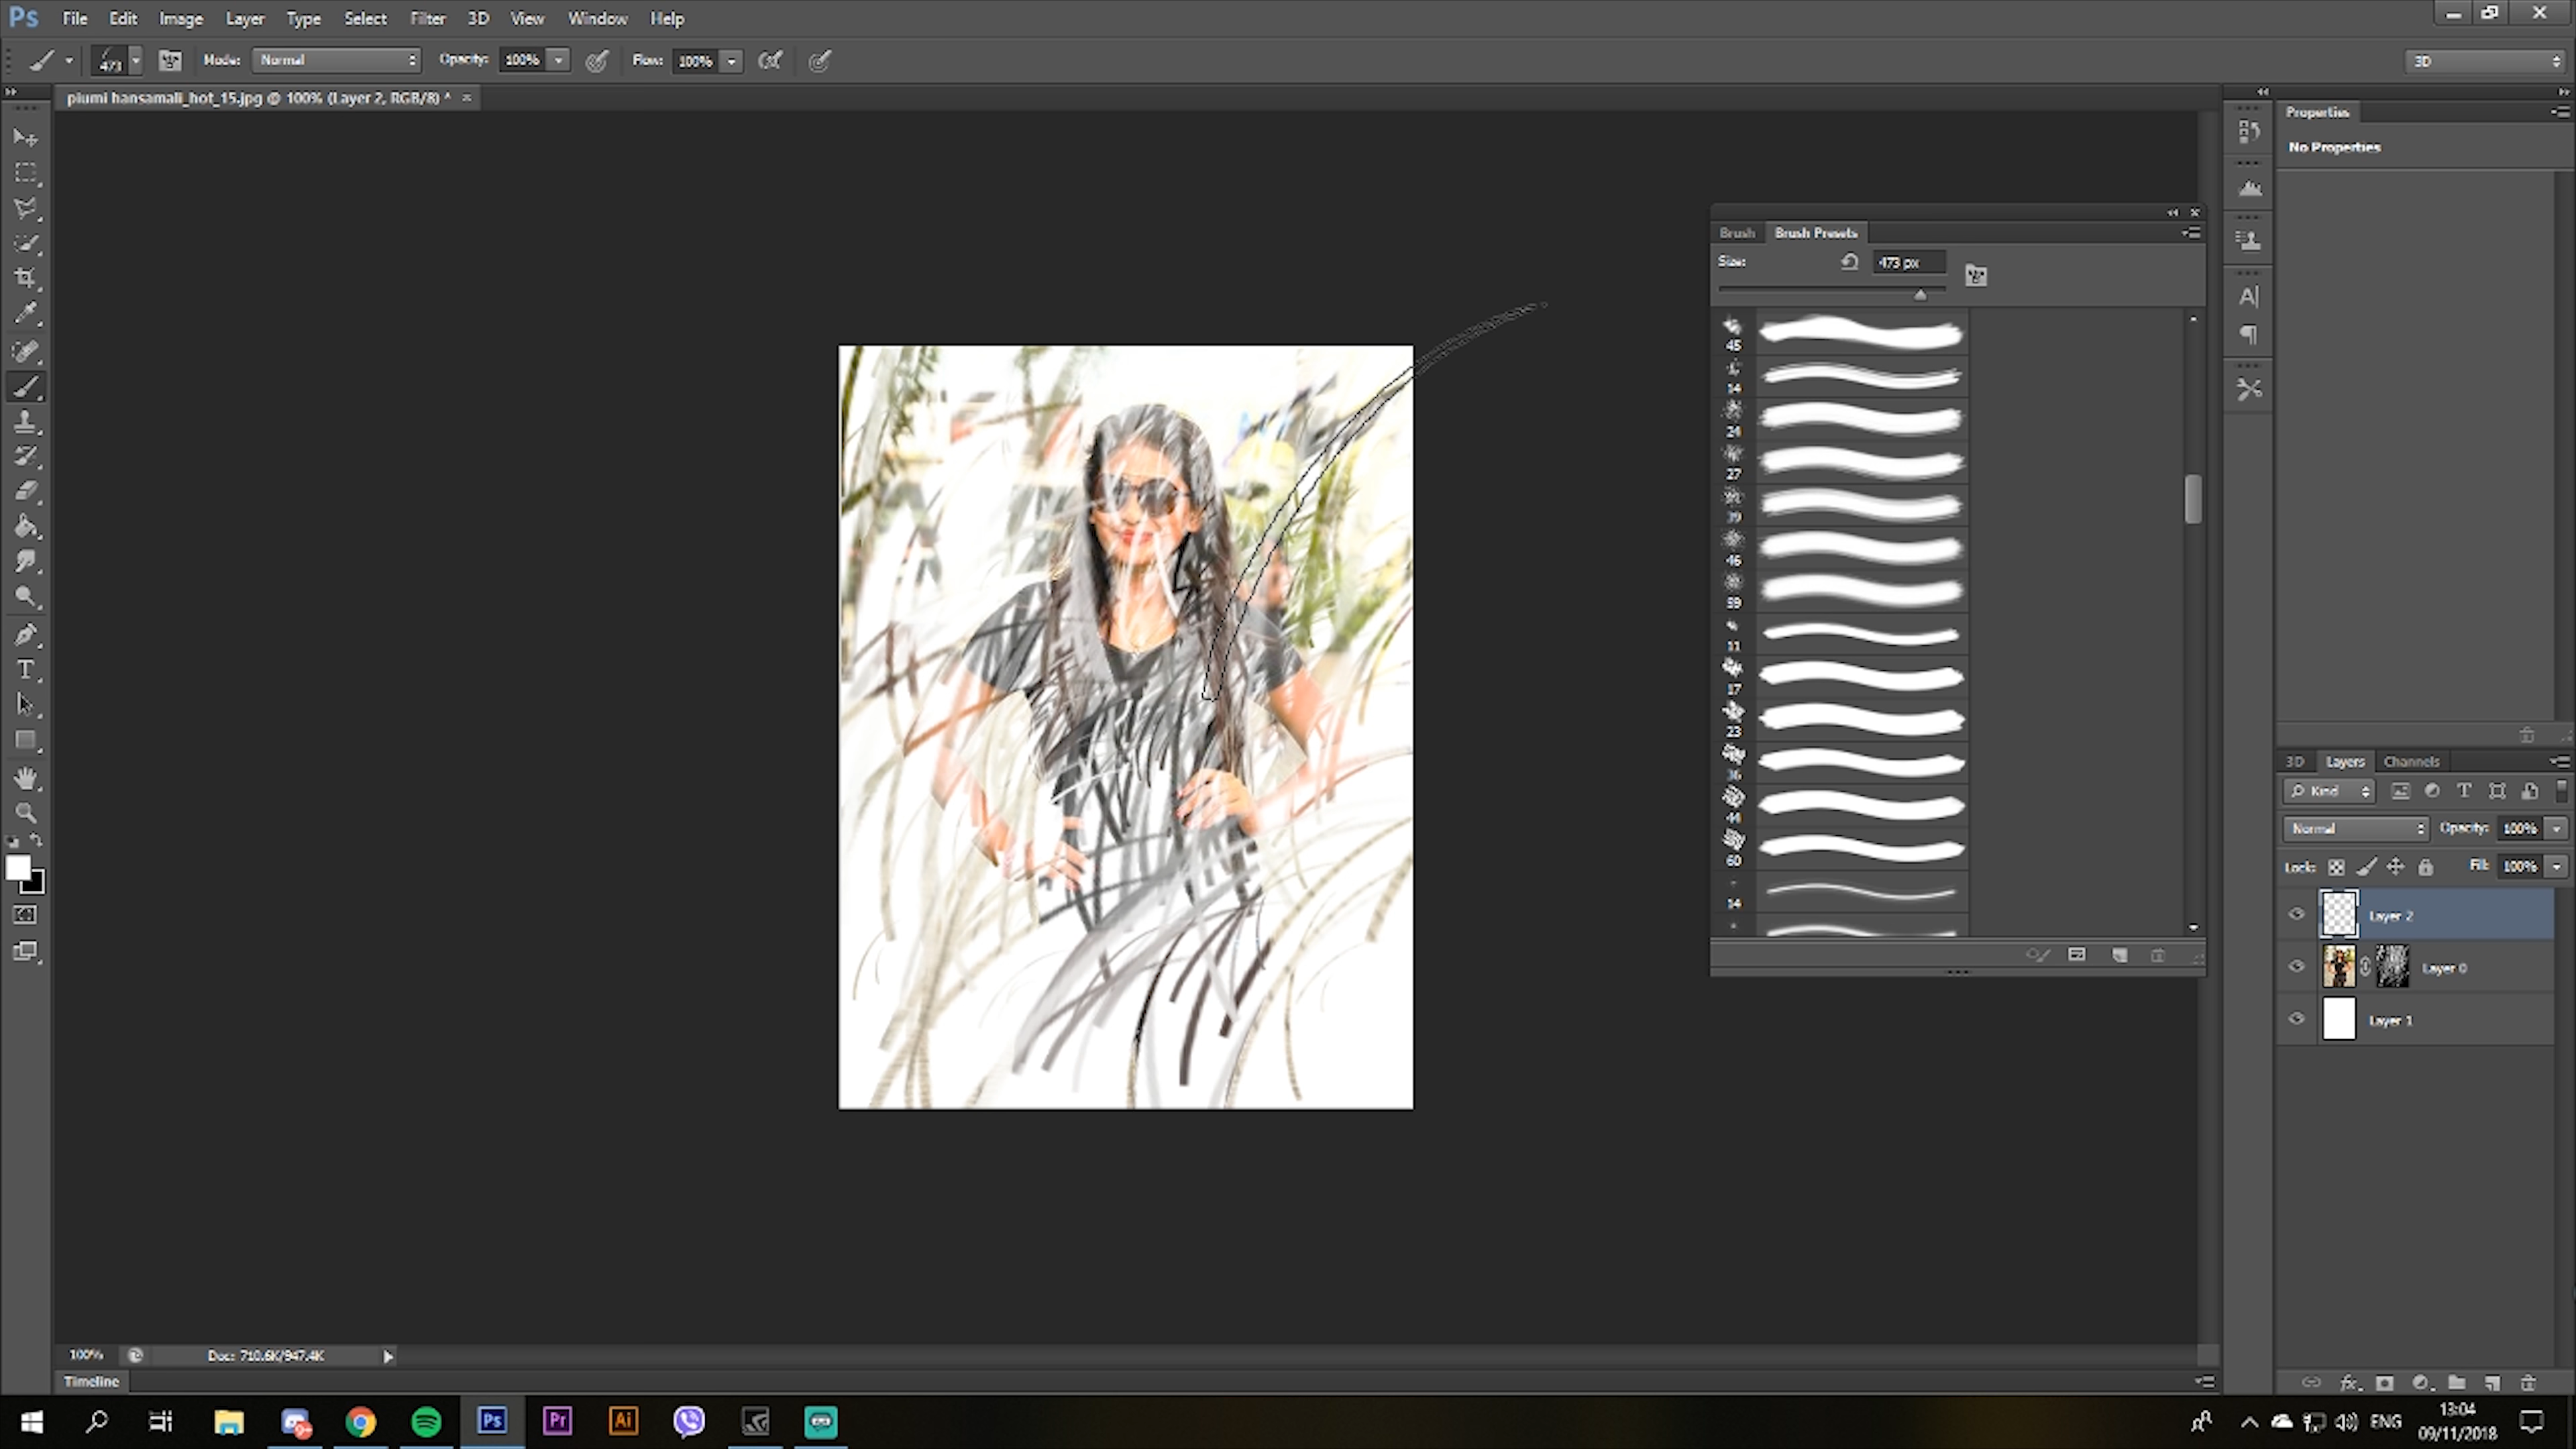 Ps File Edit Image Layer Type Select Filter 3D View Window Help
473 Mode: Normal Opacity: 100% Flow: 100% 3D
piumi hansamali_hot_15.jpg @ 100% (Layer 2, RGB/8) * ×
Properties
No Properties
Brush Brush Presets
Size: 473 px
45
14
24
27
39
46
59
11
17
23
36
44
60
14
3D Layers Channels
Kind
Normal Opacity: 100%
Lock: Fill: 100%
Layer 2
Layer 0
Layer 1
100% Doc: 710.6K/947.4K
Timeline
Ps Pr Ai ENG 13:04
09/11/2018